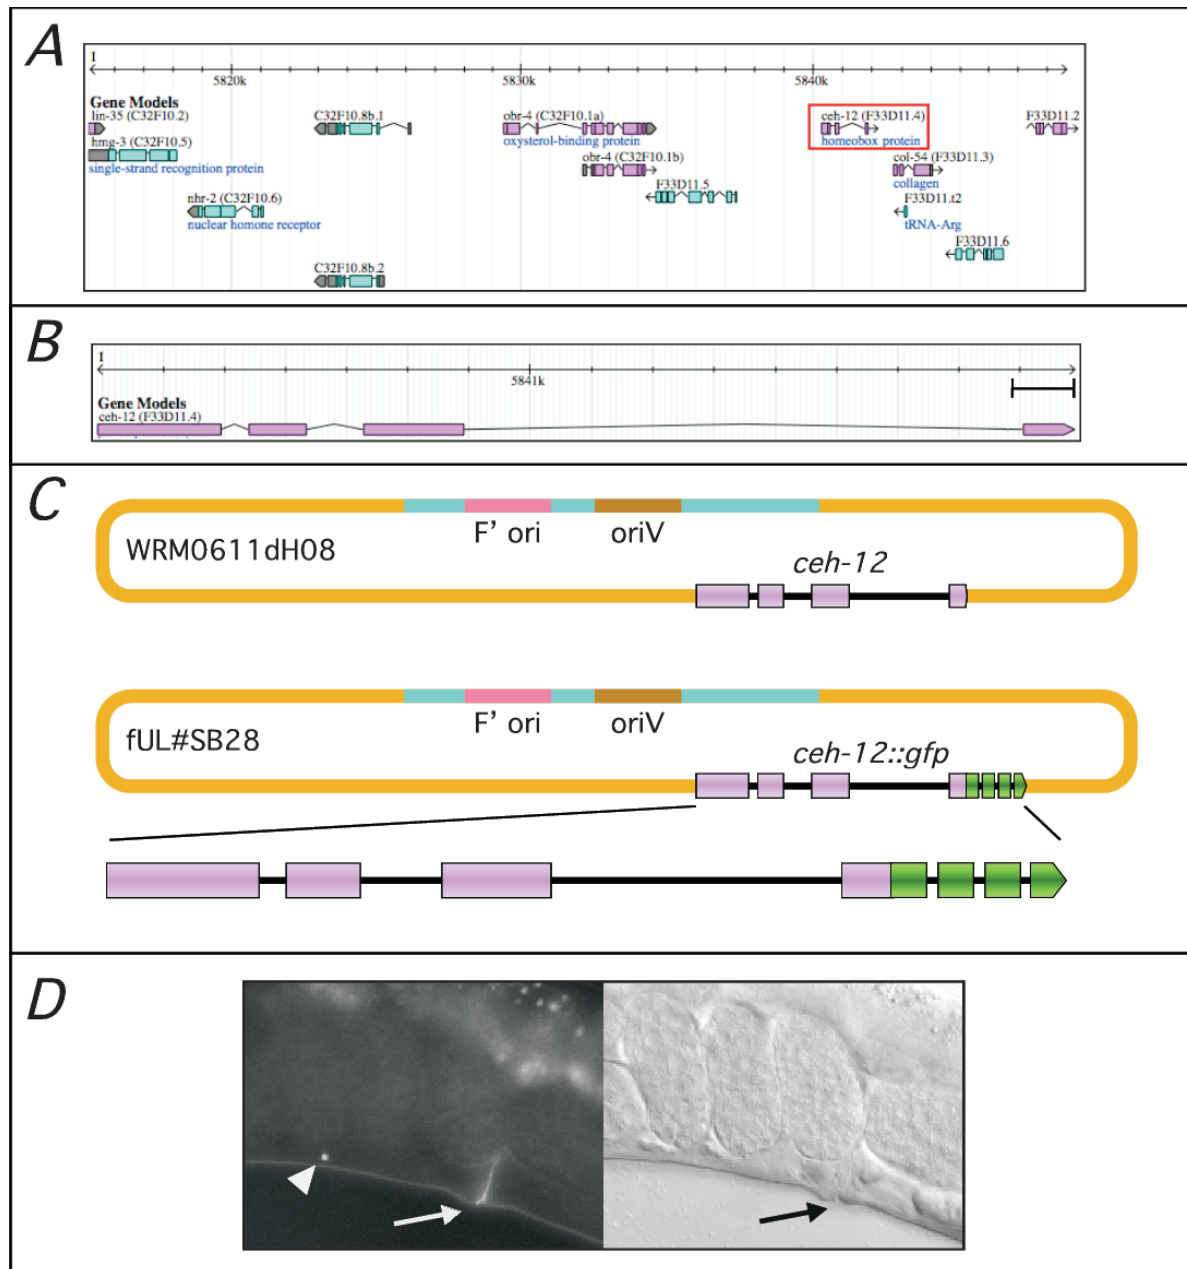 A
I
5820k
5830k
5840k
Gene Models
lin-35 (C32F10.2)
C32F10.8b.1
obr-4 (C32F10.1a)
ceh-12 (F33D11.4)
F33D11.2
oxysterol-binding protein
homeobox protein
hmg-3 (C32F10.5)
obr-4 (C32F10.1b)
col-54 (F33D11.3)
single-strand recognition protein
collagen
F33D11.5
nhr-2 (C32F10.6)
F33D11.t2
nuclear homone receptor
tRNA-Arg
F33D11.6
C32F10.8b.2
B
I
5841k
Gene Models
ceh-12 (F33D11.4)
C
F' ori
oriV
WRM0611dH08
ceh-12
F' ori
oriV
fUL#SB28
ceh-12::gfp
D